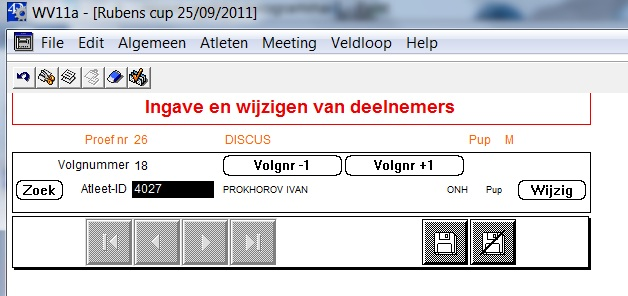 WV11a - [Rubens cup 25/09/2011]
File Edit Algemeen Atleten Meeting Veldloop Help
Ingave en wijzigen van deelnemers
Proef nr 26 DISCUS Pup M
Volgnummer 18 Volgnr -1 Volgnr +1
Zoek Atleet-ID 4027 PROKHOROV IVAN ONH Pup Wijzig